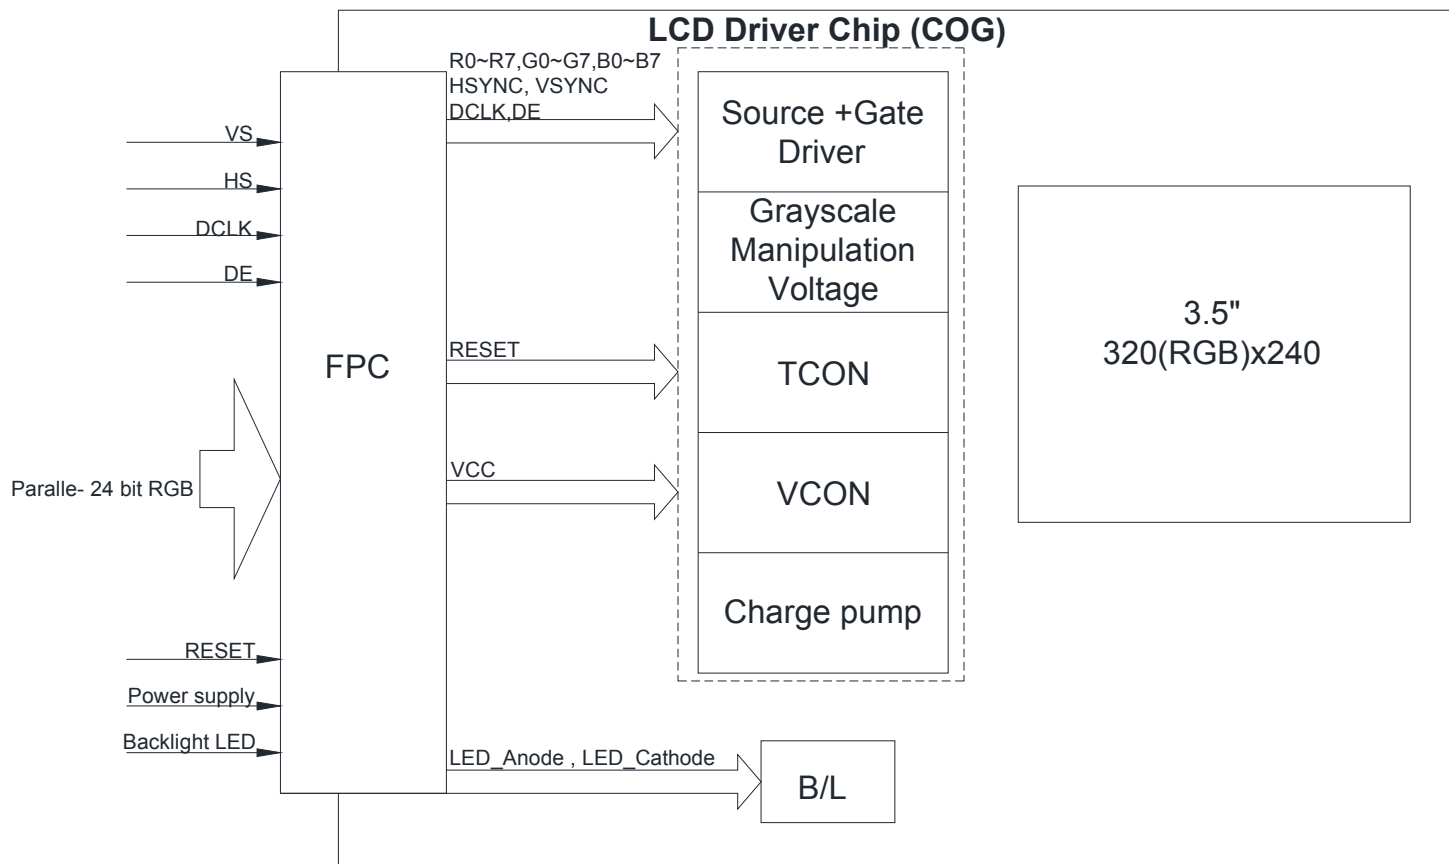 LCD Driver Chip (COG)
R0~R7,G0~G7,B0~B7
HSYNC, VSYNC
DCLK,DE
VS
HS
DCLK
DE
Paralle- 24 bit RGB
RESET
Power supply
Backlight LED
FPC
RESET
VCC
LED_Anode , LED_Cathode
Source +Gate
Driver
Grayscale
Manipulation
Voltage
TCON
VCON
Charge pump
B/L
3.5"
320(RGB)x240